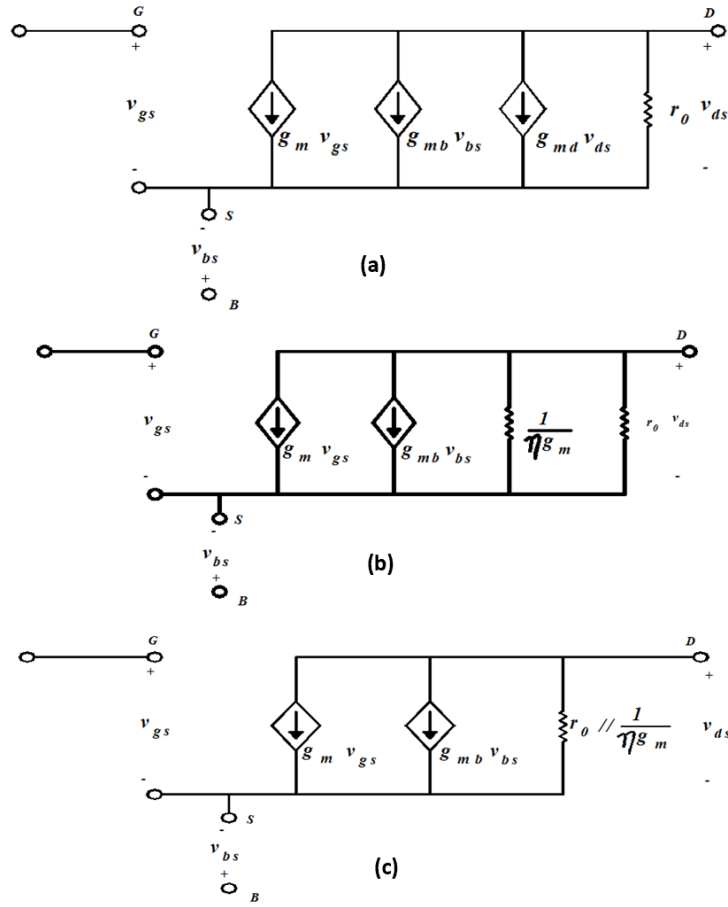 G D
+ +
v gs g m v gs g mb v bs g md v ds r 0 v ds
- -
S
-
v bs
+
B
(a)
G D
+ +
v gs g m v gs g mb v bs 1/ηg m r 0 v ds
- -
S
-
v bs
+
B
(b)
G D
+ +
v gs g m v gs g mb v bs r 0 // 1/ηg m v ds
- -
S
-
v bs
+
B
(c)